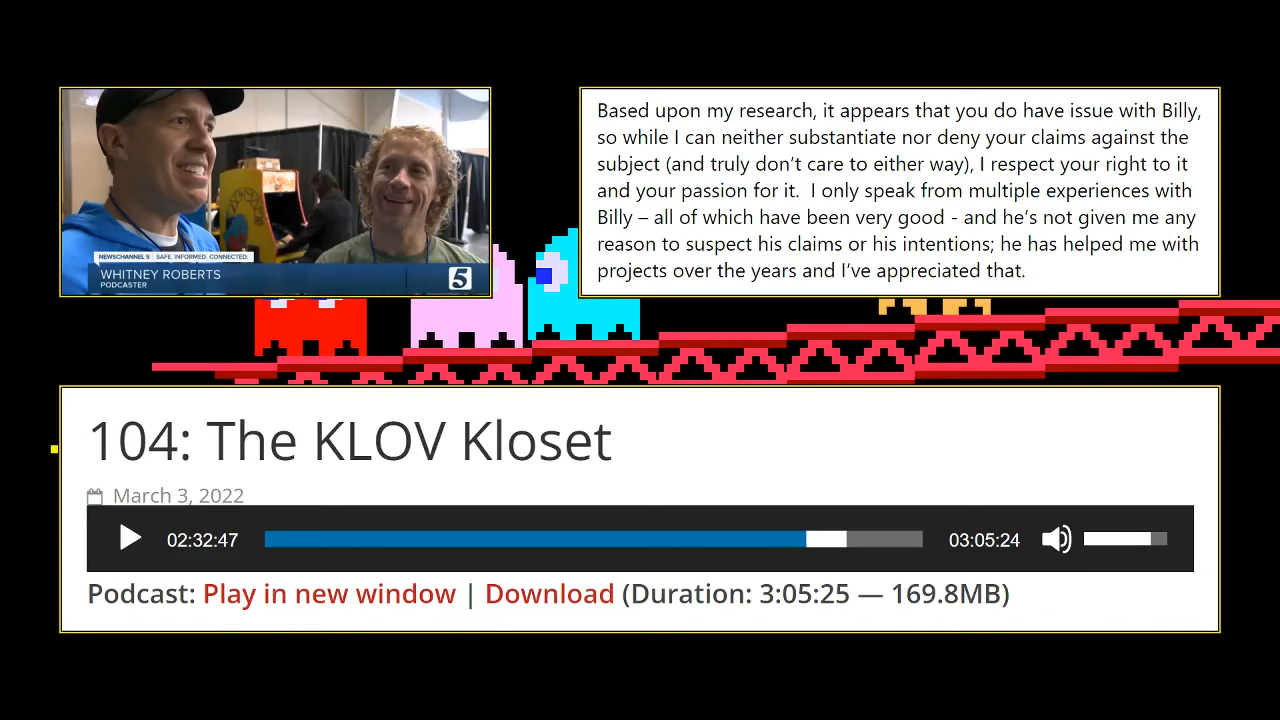 NEWSCHANNEL 5 | SAFE. INFORMED. CONNECTED.
WHITNEY ROBERTS
PODCASTER
5
Based upon my research, it appears that you do have issue with Billy,
so while I can neither substantiate nor deny your claims against the
subject (and truly don't care to either way), I respect your right to it
and your passion for it.  I only speak from multiple experiences with
Billy – all of which have been very good - and he's not given me any
reason to suspect his claims or his intentions; he has helped me with
projects over the years and I've appreciated that.
104: The KLOV Kloset
March 3, 2022
02:32:47 03:05:24
Podcast: Play in new window | Download (Duration: 3:05:25 — 169.8MB)